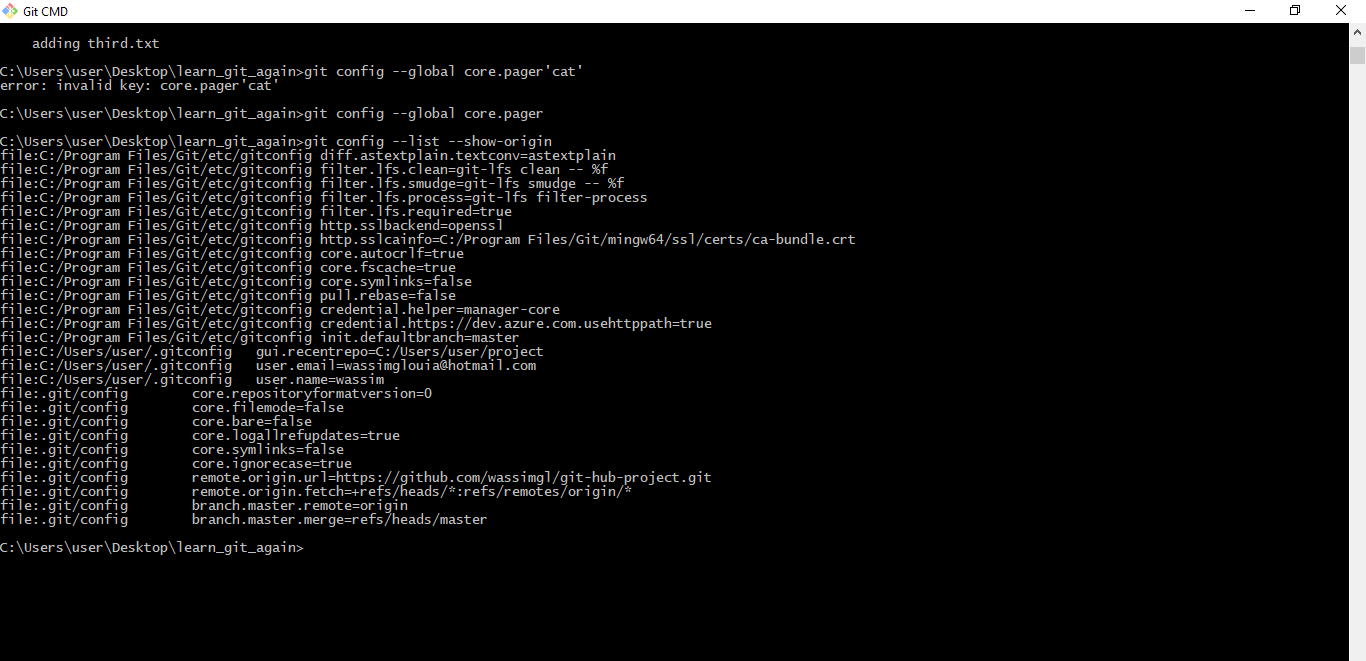 Git CMD
adding third.txt
C:\Users\user\Desktop\learn_git_again>git config --global core.pager'cat'
error: invalid key: core.pager'cat'
C:\Users\user\Desktop\learn_git_again>git config --global core.pager
C:\Users\user\Desktop\learn_git_again>git config --list --show-origin
file:C:/Program Files/Git/etc/gitconfig diff.astextplain.textconv=astextplain
file:C:/Program Files/Git/etc/gitconfig filter.lfs.clean=git-lfs clean -- %f
file:C:/Program Files/Git/etc/gitconfig filter.lfs.smudge=git-lfs smudge -- %f
file:C:/Program Files/Git/etc/gitconfig filter.lfs.process=git-lfs filter-process
file:C:/Program Files/Git/etc/gitconfig filter.lfs.required=true
file:C:/Program Files/Git/etc/gitconfig http.sslbackend=openssl
file:C:/Program Files/Git/etc/gitconfig http.sslcainfo=C:/Program Files/Git/mingw64/ssl/certs/ca-bundle.crt
file:C:/Program Files/Git/etc/gitconfig core.autocrlf=true
file:C:/Program Files/Git/etc/gitconfig core.fscache=true
file:C:/Program Files/Git/etc/gitconfig core.symlinks=false
file:C:/Program Files/Git/etc/gitconfig pull.rebase=false
file:C:/Program Files/Git/etc/gitconfig credential.helper=manager-core
file:C:/Program Files/Git/etc/gitconfig credential.https://dev.azure.com.usehttppath=true
file:C:/Program Files/Git/etc/gitconfig init.defaultbranch=master
file:C:/Users/user/.gitconfig gui.recentrepo=C:/Users/user/project
file:C:/Users/user/.gitconfig user.email=wassimglouia@hotmail.com
file:C:/Users/user/.gitconfig user.name=wassim
file:.git/config core.repositoryformatversion=0
file:.git/config core.filemode=false
file:.git/config core.bare=false
file:.git/config core.logallrefupdates=true
file:.git/config core.symlinks=false
file:.git/config core.ignorecase=true
file:.git/config remote.origin.url=https://github.com/wassimgl/git-hub-project.git
file:.git/config remote.origin.fetch=+refs/heads/*:refs/remotes/origin/*
file:.git/config branch.master.remote=origin
file:.git/config branch.master.merge=refs/heads/master
C:\Users\user\Desktop\learn_git_again>